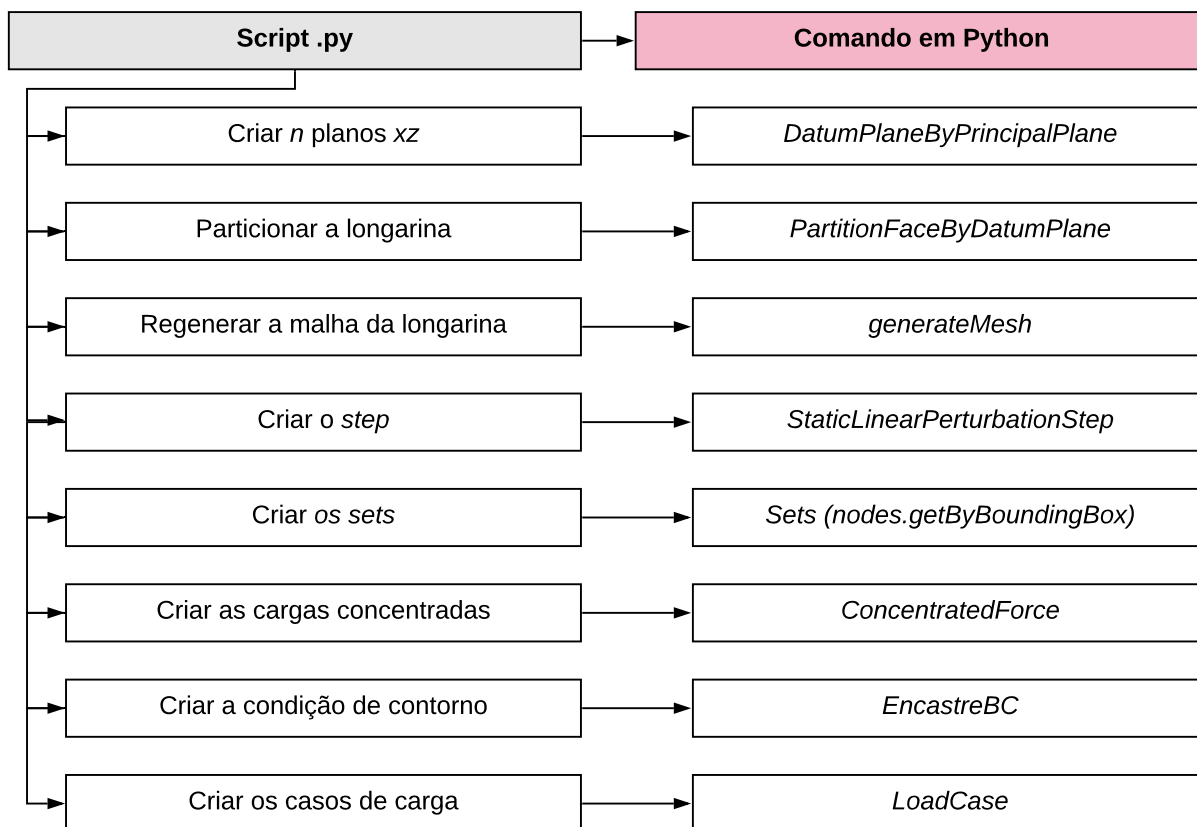 Script .py
Comando em Python
Criar n planos xz
DatumPlaneByPrincipalPlane
Particionar a longarina
PartitionFaceByDatumPlane
Regenerar a malha da longarina
generateMesh
Criar o step
StaticLinearPerturbationStep
Criar os sets
Sets (nodes.getByBoundingBox)
Criar as cargas concentradas
ConcentratedForce
Criar a condição de contorno
EncastreBC
Criar os casos de carga
LoadCase